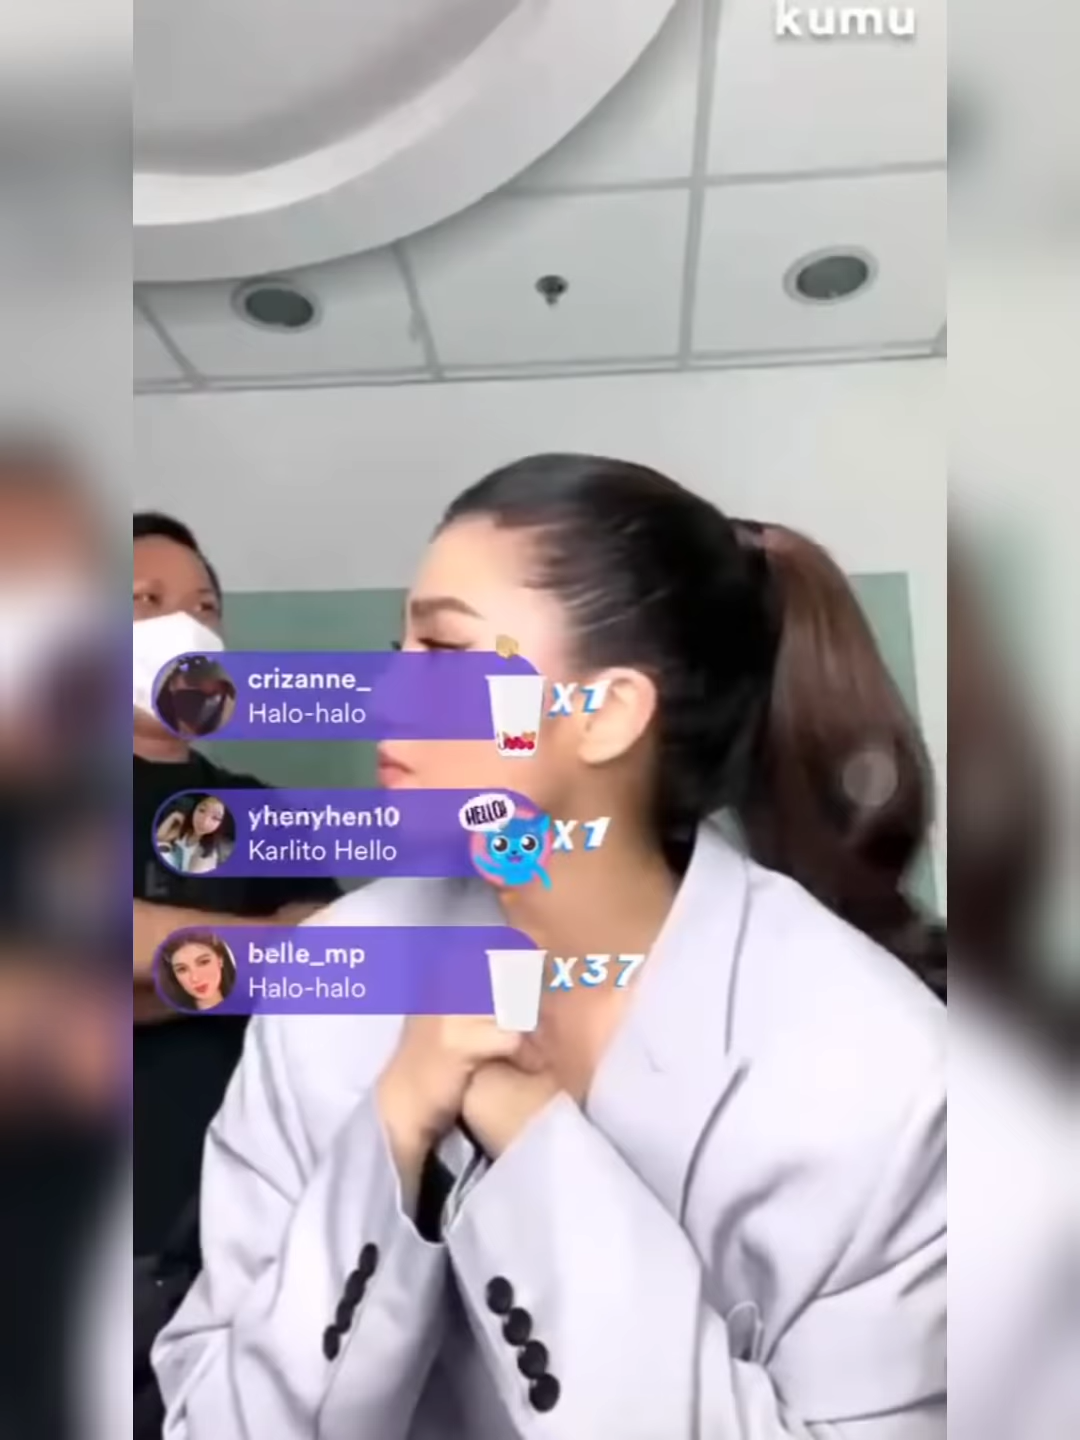 kumu
crizanne_
Halo-halo
X1
yhenyhen10
Karlito Hello
HELLO!
X1
belle_mp
Halo-halo
X37